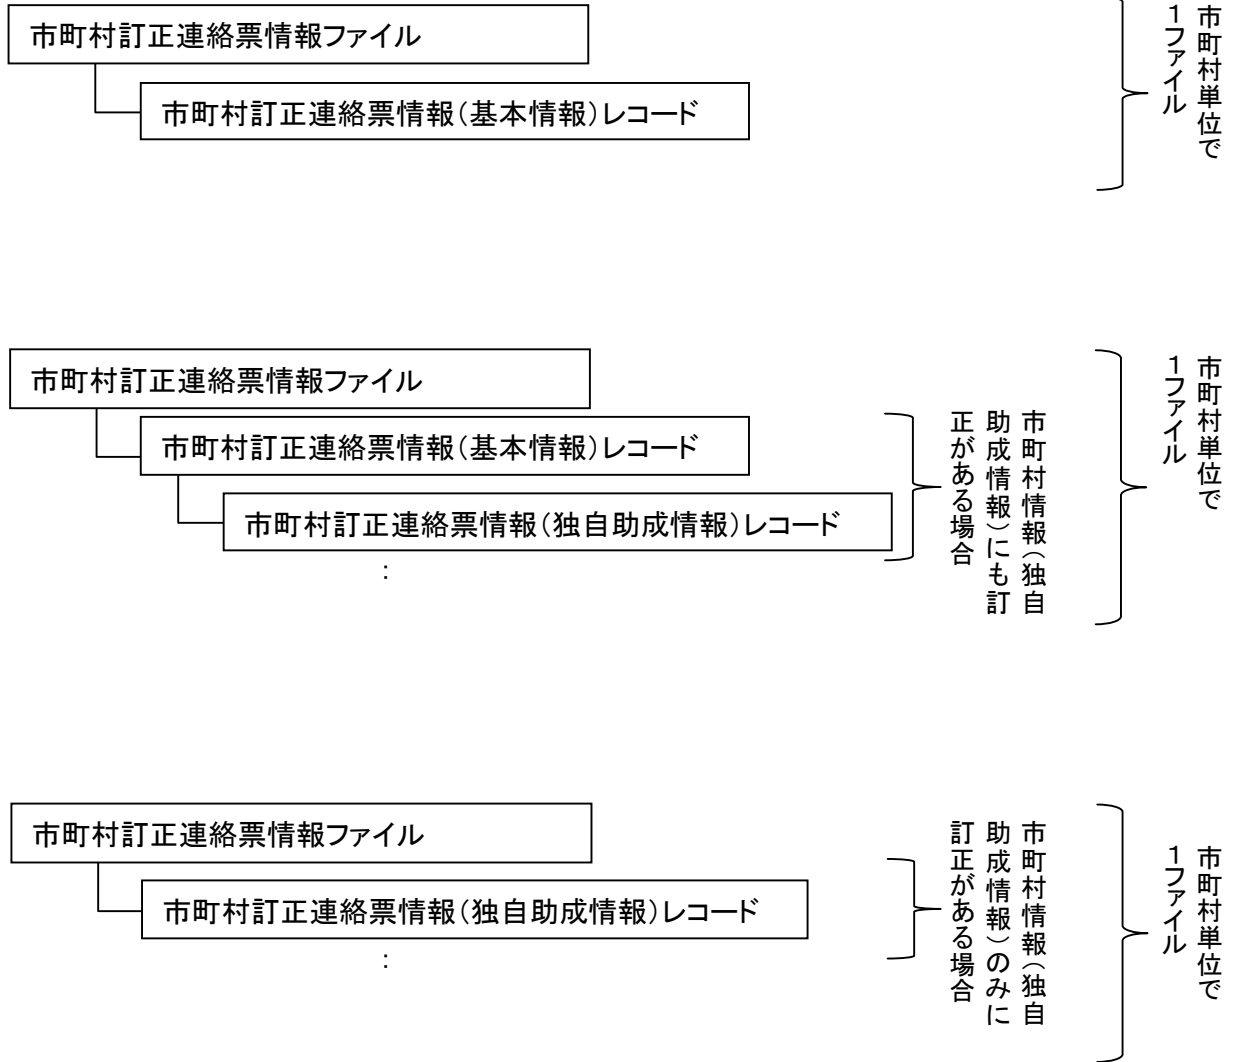 市町村訂正連絡票情報ファイル
市町村訂正連絡票情報（基本情報）レコード
市町村単位で
１ファイル
市町村訂正連絡票情報ファイル
市町村訂正連絡票情報（基本情報）レコード
市町村訂正連絡票情報（独自助成情報）レコード
：
市町村情報（独自
助成情報）にも訂
正がある場合
市町村単位で
１ファイル
市町村訂正連絡票情報ファイル
市町村訂正連絡票情報（独自助成情報）レコード
：
市町村情報（独自
助成情報）のみに
訂正がある場合
市町村単位で
１ファイル